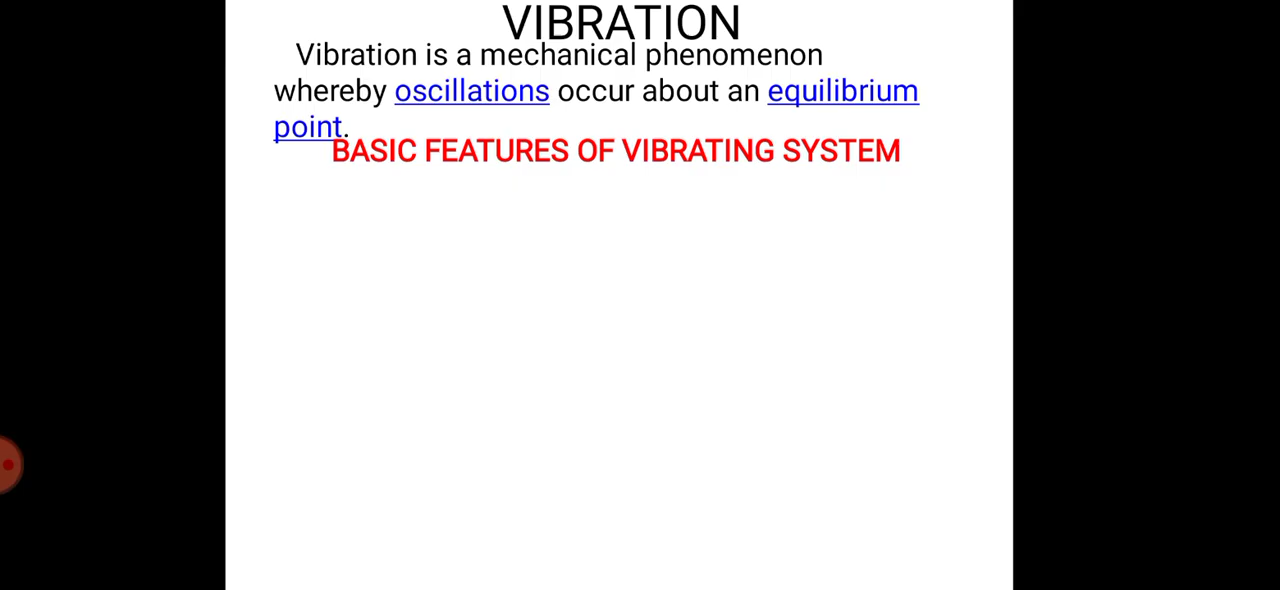 VIBRATION
Vibration is a mechanical phenomenon
whereby oscillations occur about an equilibrium
point.
BASIC FEATURES OF VIBRATING SYSTEM